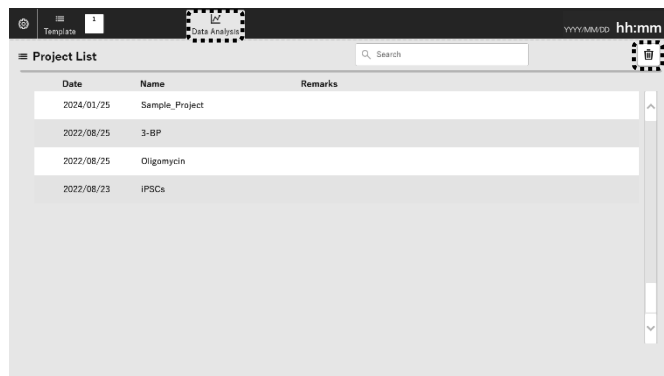 Template
1
Data Analysis
YYYY/MM/DD hh:mm
Project List
Search
Date Name Remarks
2024/01/25 Sample_Project
2022/08/25 3-BP
2022/08/25 Oligomycin
2022/08/23 iPSCs